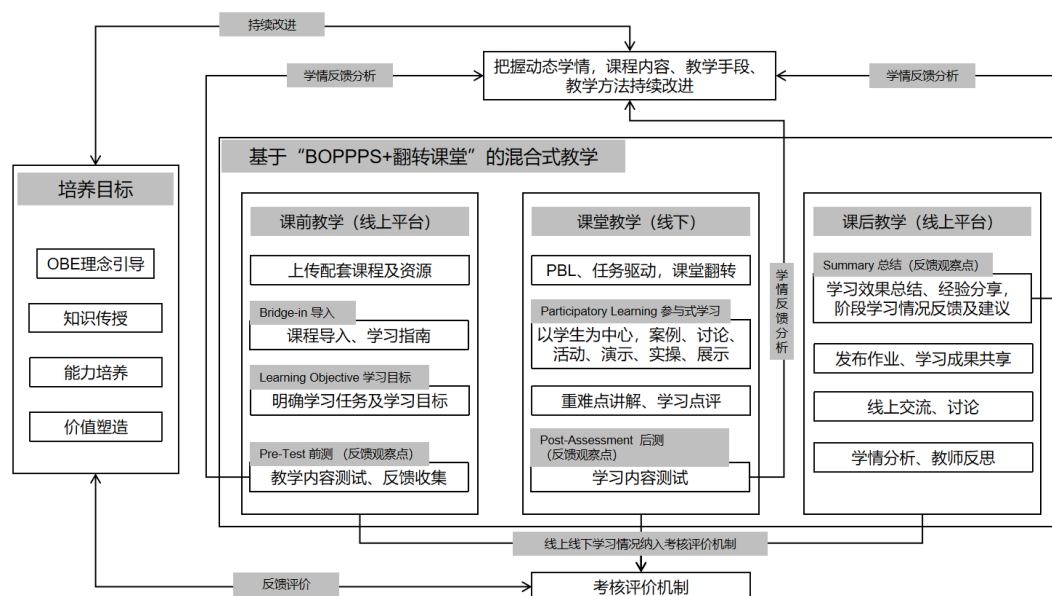 持续改进
学情反馈分析
把握动态学情，课程内容、教学手段、
教学方法持续改进
学情反馈分析
基于“BOPPPS+翻转课堂”的混合式教学
培养目标
OBE理念引导
知识传授
能力培养
价值塑造
课前教学（线上平台）
上传配套课程及资源
Bridge-in 导入
课程导入、学习指南
Learning Objective 学习目标
明确学习任务及学习目标
Pre-Test 前测 （反馈观察点）
教学内容测试、反馈收集
课堂教学（线下）
PBL、任务驱动，课堂翻转
Participatory Learning 参与式学习
以学生为中心，案例、讨论、
活动、演示、实操、展示
重难点讲解、学习点评
Post-Assessment 后测
（反馈观察点）
学习内容测试
学情反馈分析
课后教学（线上平台）
Summary 总结（反馈观察点）
学习效果总结、经验分享，
阶段学习情况反馈及建议
发布作业、学习成果共享
线上交流、讨论
学情分析、教师反思
线上线下学习情况纳入考核评价机制
反馈评价
考核评价机制